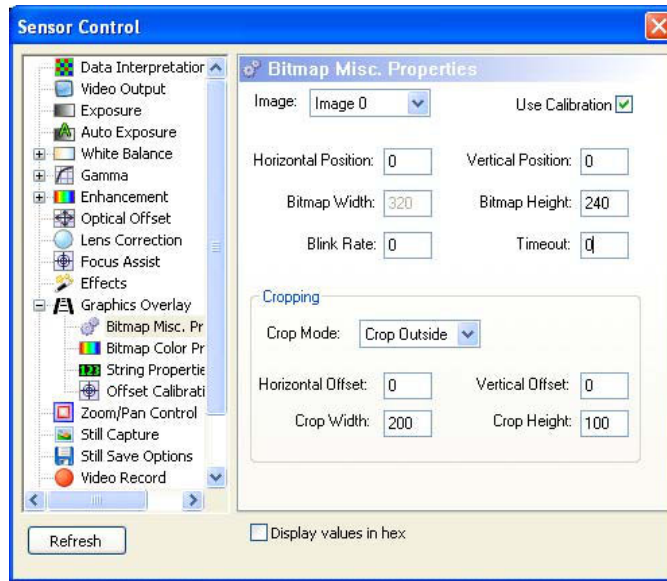 Sensor Control
Data Interpretation
Video Output
Exposure
Auto Exposure
White Balance
Gamma
Enhancement
Optical Offset
Lens Correction
Focus Assist
Effects
Graphics Overlay
Bitmap Misc. Pr
Bitmap Color Pr
123 String Propertie
Offset Calibrati
Zoom/Pan Control
Still Capture
Still Save Options
Video Record
Refresh
Bitmap Misc. Properties
Image: Image 0 Use Calibration
Horizontal Position: 0 Vertical Position: 0
Bitmap Width: 320 Bitmap Height: 240
Blink Rate: 0 Timeout: 0
Cropping
Crop Mode: Crop Outside
Horizontal Offset: 0 Vertical Offset: 0
Crop Width: 200 Crop Height: 100
Display values in hex